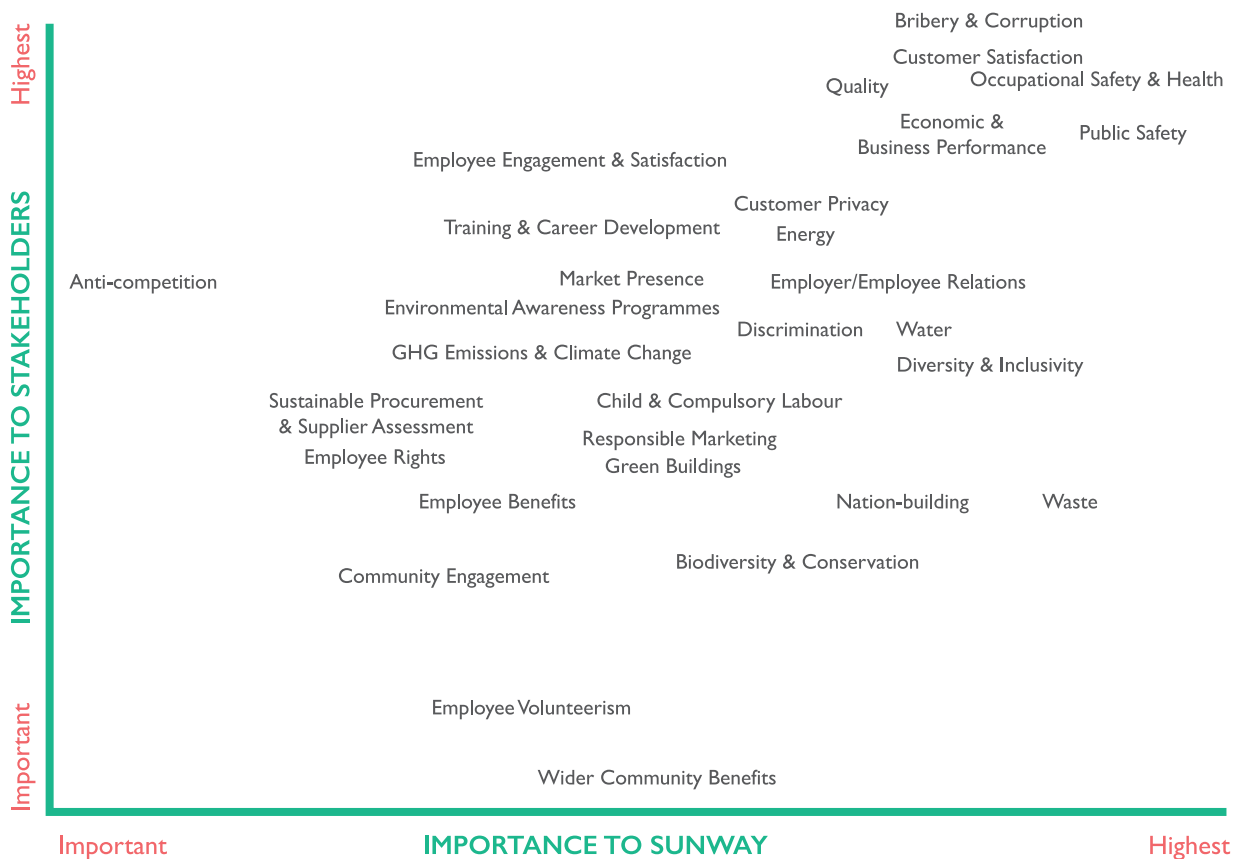 Highest
Bribery & Corruption
Customer Satisfaction
Occupational Safety & Health
Quality
Economic &
Business Performance
Public Safety
Employee Engagement & Satisfaction
Customer Privacy
Training & Career Development
Energy
Anti-competition
Market Presence
Employer/Employee Relations
Environmental Awareness Programmes
Discrimination
Water
GHG Emissions & Climate Change
Diversity & Inclusivity
Sustainable Procurement
& Supplier Assessment
Child & Compulsory Labour
Responsible Marketing
Employee Rights
Green Buildings
Employee Benefits
Nation-building
Waste
Biodiversity & Conservation
Community Engagement
Employee Volunteerism
Wider Community Benefits
IMPORTANCE TO STAKEHOLDERS
Important
Important
IMPORTANCE TO SUNWAY
Highest